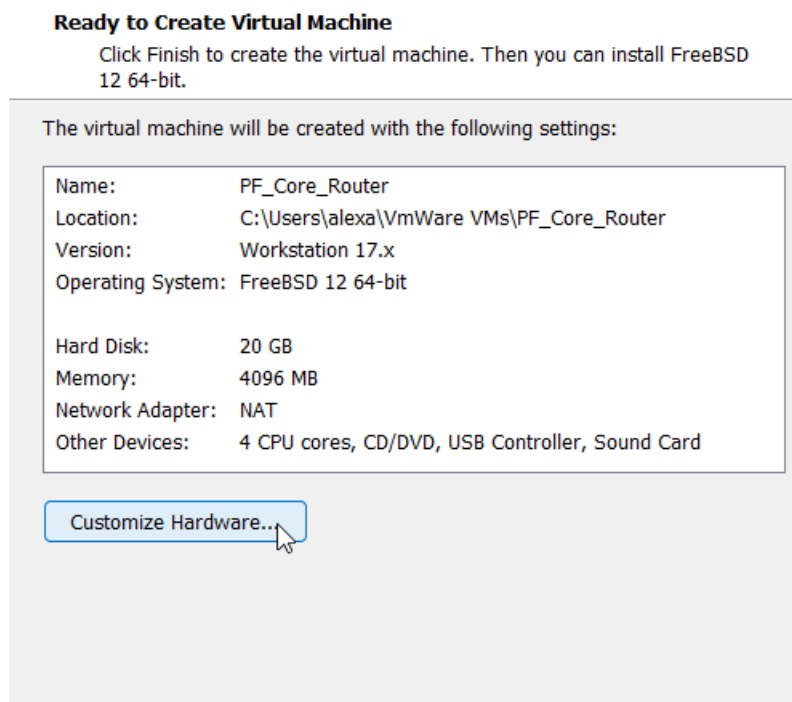 Ready to Create Virtual Machine
Click Finish to create the virtual machine. Then you can install FreeBSD
12 64-bit.
The virtual machine will be created with the following settings:
Name: PF_Core_Router
Location: C:\Users\alexa\VmWare VMs\PF_Core_Router
Version: Workstation 17.x
Operating System: FreeBSD 12 64-bit
Hard Disk: 20 GB
Memory: 4096 MB
Network Adapter: NAT
Other Devices: 4 CPU cores, CD/DVD, USB Controller, Sound Card
Customize Hardware...